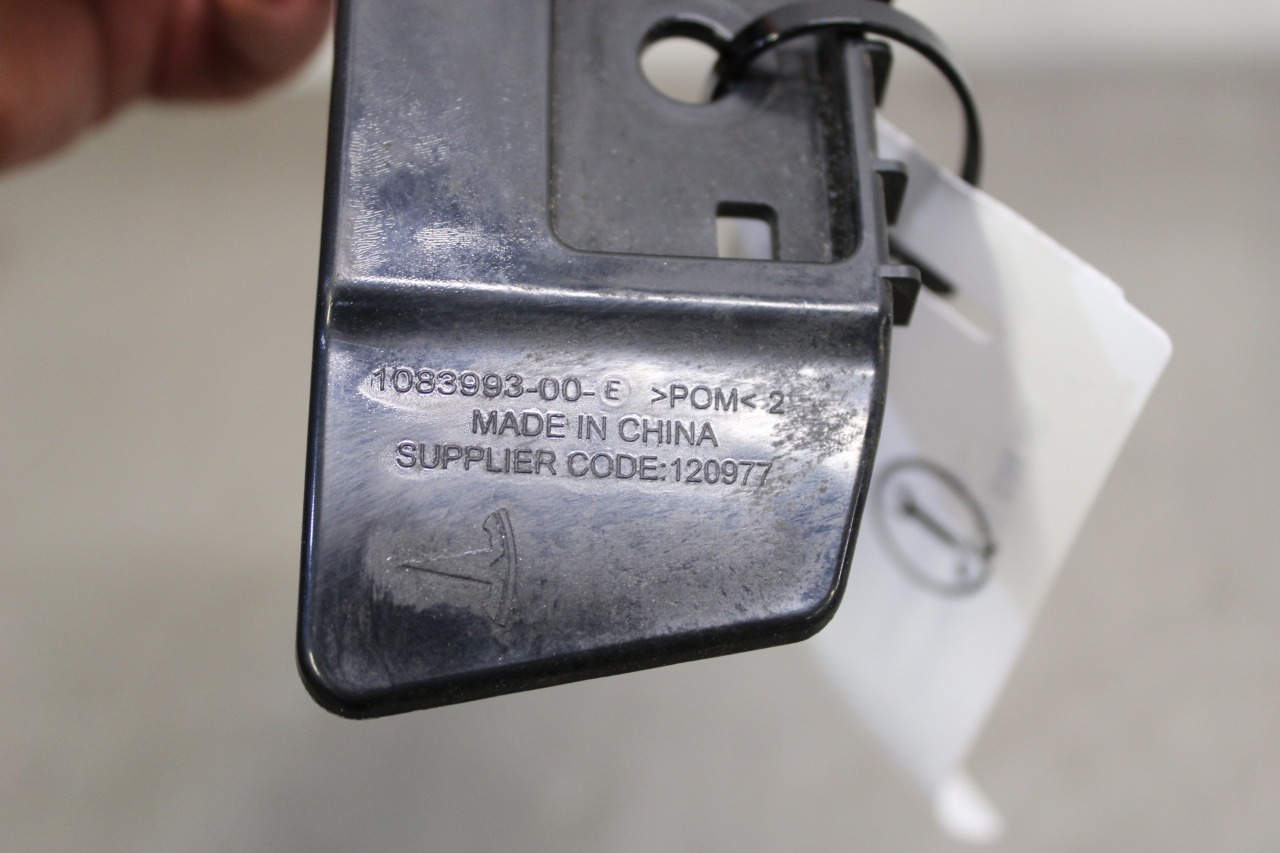 1083993-00-E >POM< 2
MADE IN CHINA
SUPPLIER CODE:120977